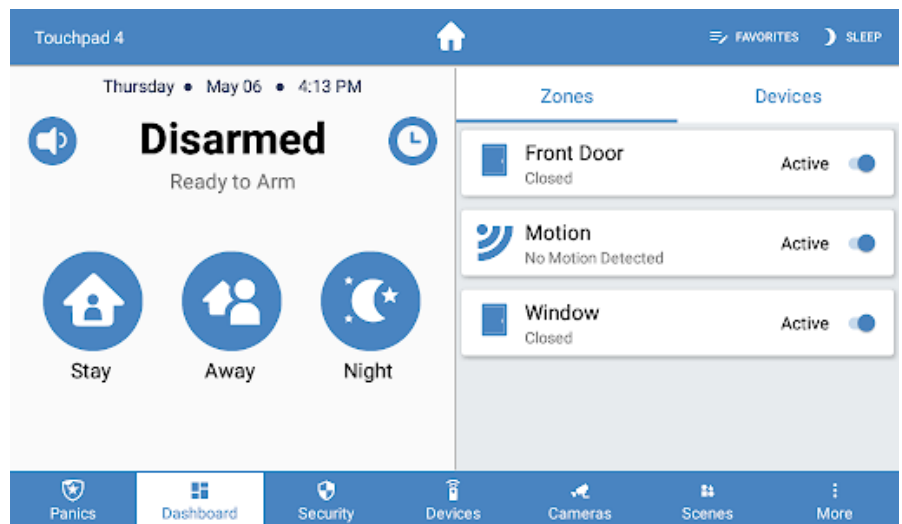 Touchpad 4
FAVORITES
SLEEP
Thursday ● May 06 ● 4:13 PM
Disarmed
Ready to Arm
Stay
Away
Night
Zones
Devices
Front Door
Closed
Active
Motion
No Motion Detected
Active
Window
Closed
Active
Panics
Dashboard
Security
Devices
Cameras
Scenes
More